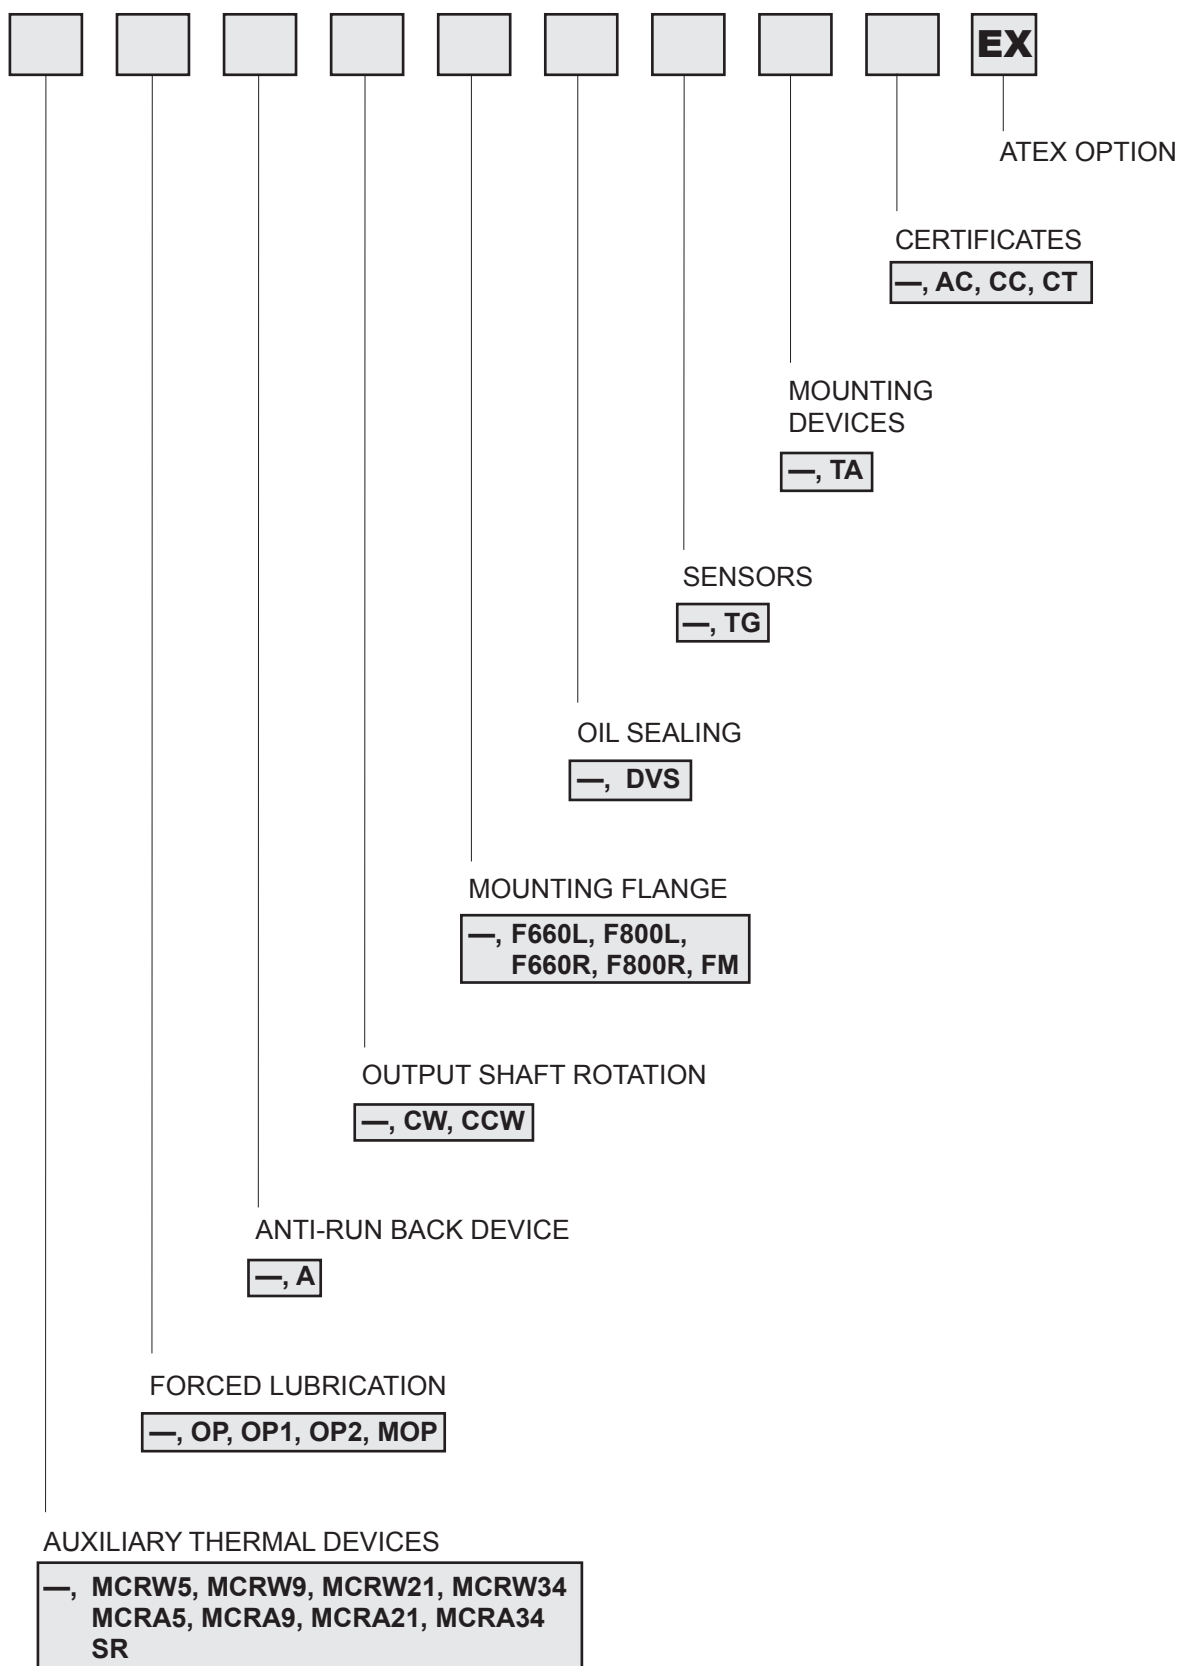 EX
ATEX OPTION
CERTIFICATES
—, AC, CC, CT
MOUNTING
DEVICES
—, TA
SENSORS
—, TG
OIL SEALING
—, DVS
MOUNTING FLANGE
—, F660L, F800L,
F660R, F800R, FM
OUTPUT SHAFT ROTATION
—, CW, CCW
ANTI-RUN BACK DEVICE
—, A
FORCED LUBRICATION
—, OP, OP1, OP2, MOP
AUXILIARY THERMAL DEVICES
—, MCRW5, MCRW9, MCRW21, MCRW34
MCRA5, MCRA9, MCRA21, MCRA34
SR